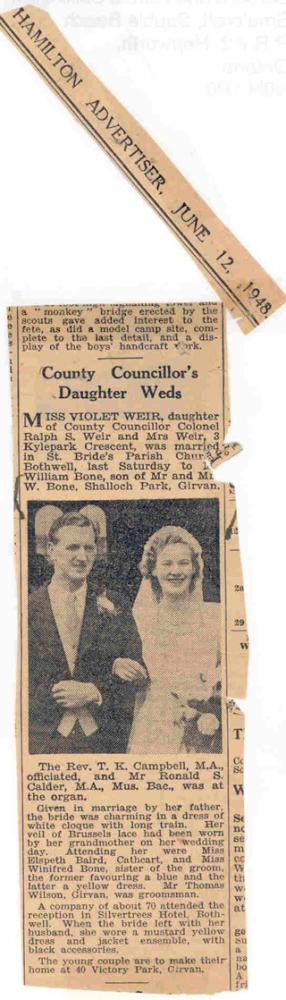 HAMILTON ADVERTISER, JUNE 12, 1948
a "monkey" bridge erected by the
scouts gave added interest to the
fete, as did a model camp site, com-
plete to the last detail, and a dis-
play of the boys' handcraft work.
County Councillor's
Daughter Weds
MISS VIOLET WEIR, daughter
of County Councillor Colonel
Ralph S. Weir and Mrs Weir, 3
Kylepark Crescent, was married
in St. Bride's Parish Chur
Bothwell, last Saturday to
William Bone, son of Mr and M
W. Bone, Shalloch Park, Girvan.
The Rev. T. K. Campbell, M.A.,
officiated, and Mr Ronald S.
Calder, M.A., Mus. Bac., was at
the organ.
Given in marriage by her father,
the bride was charming in a dress of
white cloque with long train. Her
veil of Brussels lace had been worn
by her grandmother on her wedding
day. Attending her were Miss
Elspeth Baird, Cathcart, and Miss
Winifred Bone, sister of the groom,
the former favouring a blue and the
latter a yellow dress. Mr Thomas
Wilson, Girvan, was groomsman.
A company of about 70 attended the
reception in Silvertrees Hotel, Both-
well. When the bride left with her
husband, she wore a mustard yellow
dress and jacket ensemble, with
black accessories.
The young couple are to make their
home at 40 Victory Park, Girvan.